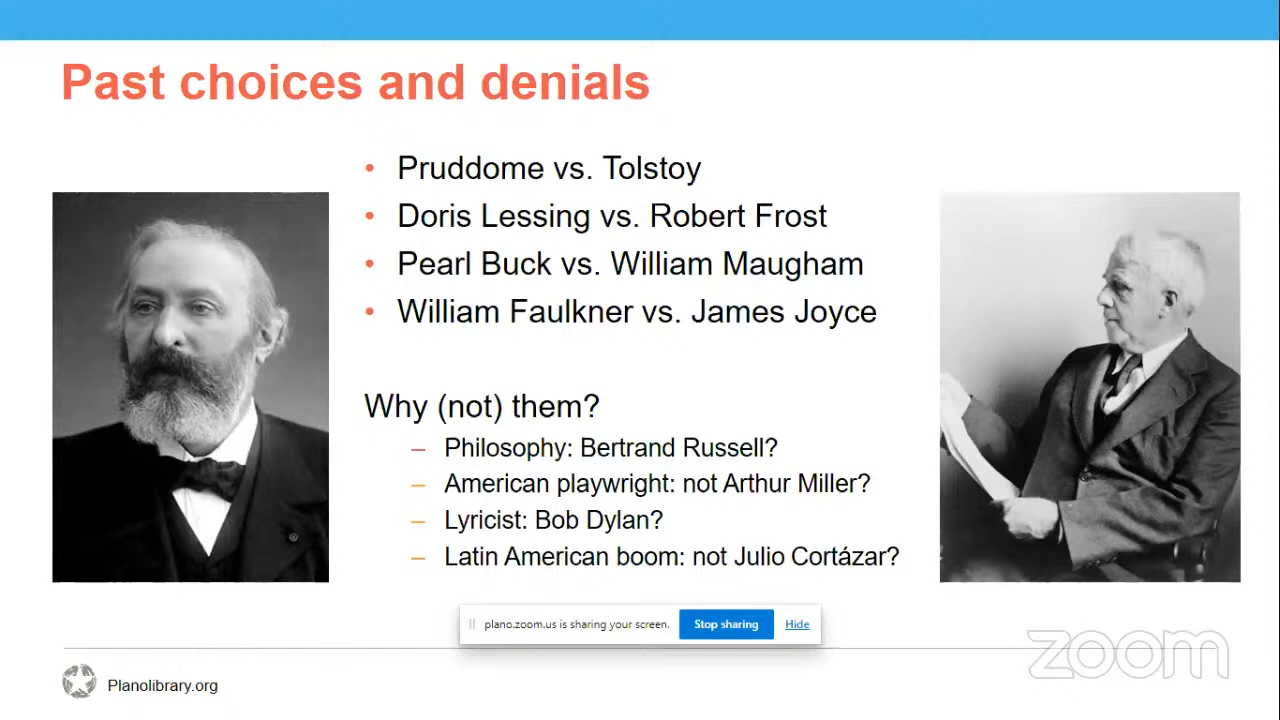 Past choices and denials
• Pruddome vs. Tolstoy
• Doris Lessing vs. Robert Frost
• Pearl Buck vs. William Maugham
• William Faulkner vs. James Joyce
Why (not) them?
– Philosophy: Bertrand Russell?
– American playwright: not Arthur Miller?
– Lyricist: Bob Dylan?
– Latin American boom: not Julio Cortázar?
plano.zoom.us is sharing your screen. Stop sharing Hide
zoom
Planolibrary.org